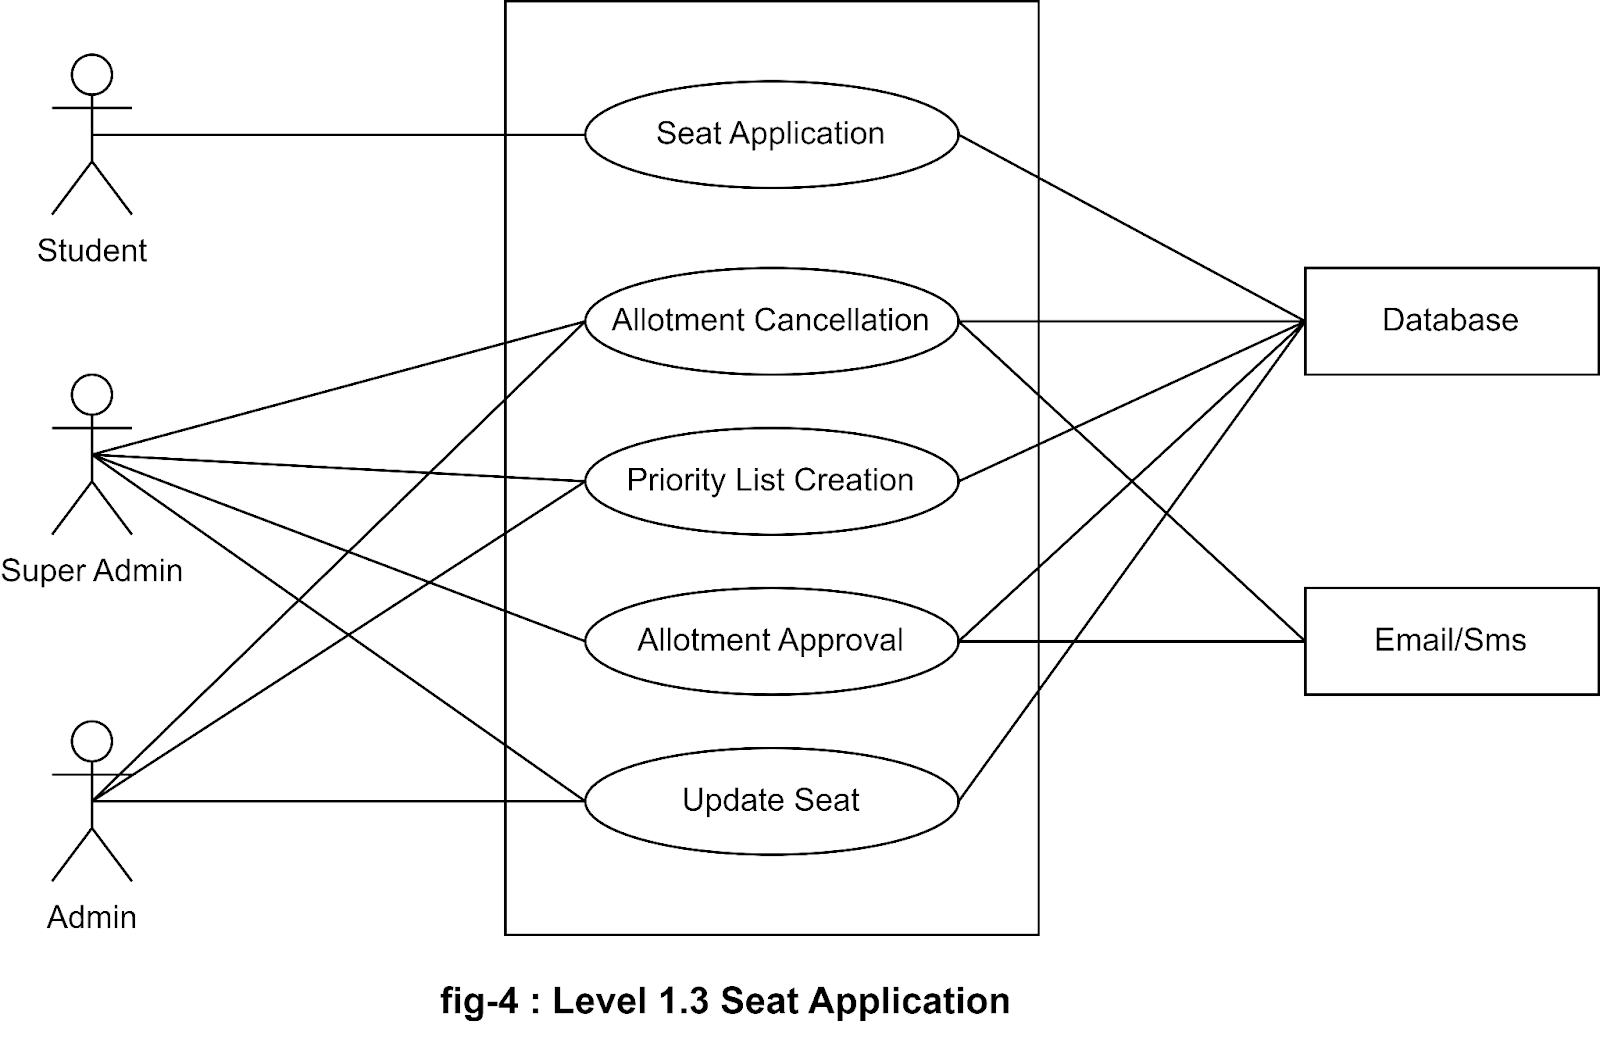 Seat Application
Student
Allotment Cancellation
Database
Priority List Creation
Super Admin
Allotment Approval
Email/Sms
Update Seat
Admin
fig-4 : Level 1.3 Seat Application